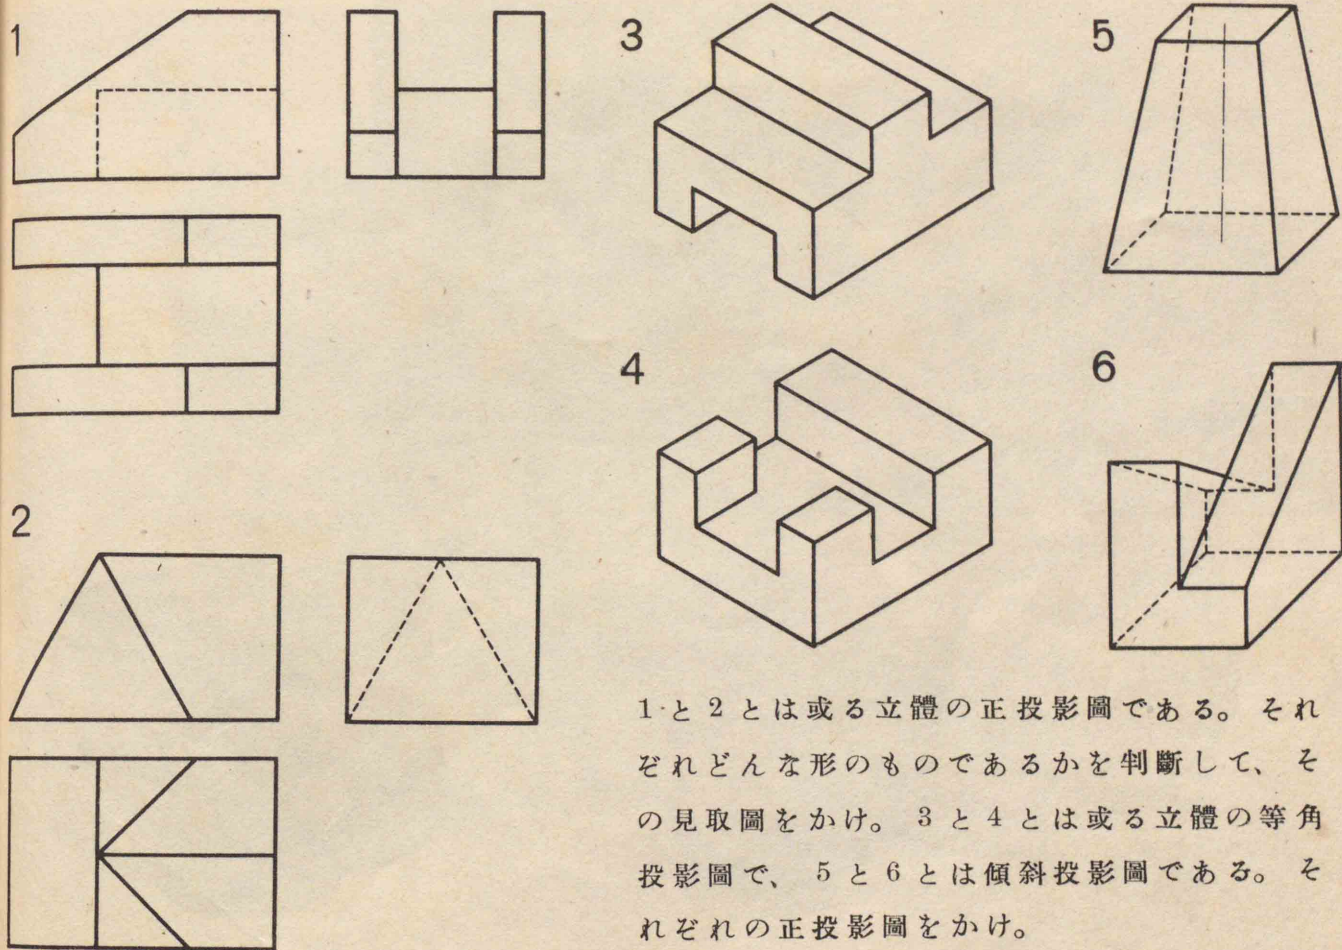 1
2
3
4
5
6
1と2とは或る立體の正投影圖である。それ
ぞれどんな形のものであるかを判斷して、そ
の見取圖をかけ。3と4とは或る立體の等角
投影圖で、5と6とは傾斜投影圖である。そ
れぞれの正投影圖をかけ。